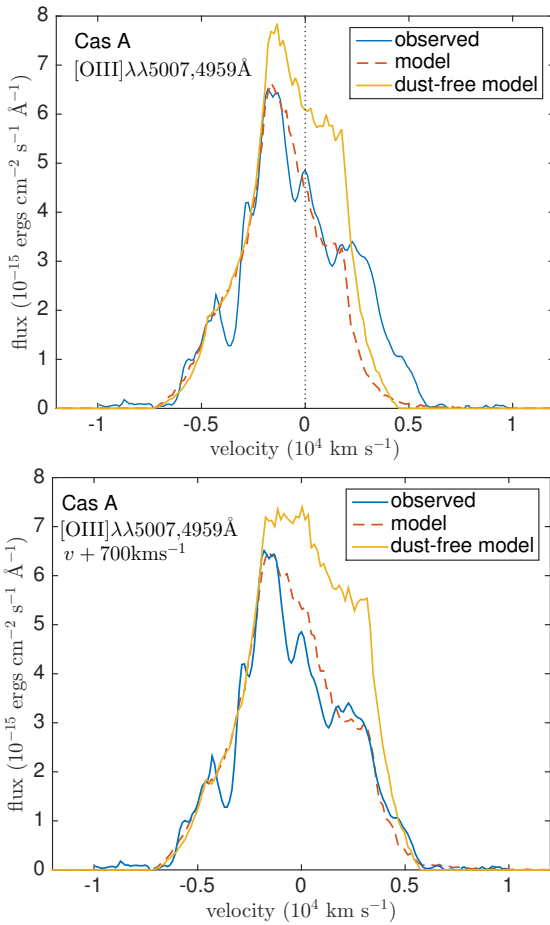 8
7
6
5
4
3
2
1
0
flux (10⁻¹⁵ ergs cm⁻² s⁻¹ Å⁻¹)
Cas A
[OIII]λλ5007,4959Å
observed
model
dust-free model
-1 -0.5 0 0.5 1
velocity (10⁴ km s⁻¹)
8
7
6
5
4
3
2
1
0
flux (10⁻¹⁵ ergs cm⁻² s⁻¹ Å⁻¹)
Cas A
[OIII]λλ5007,4959Å
v + 700kms⁻¹
observed
model
dust-free model
-1 -0.5 0 0.5 1
velocity (10⁴ km s⁻¹)